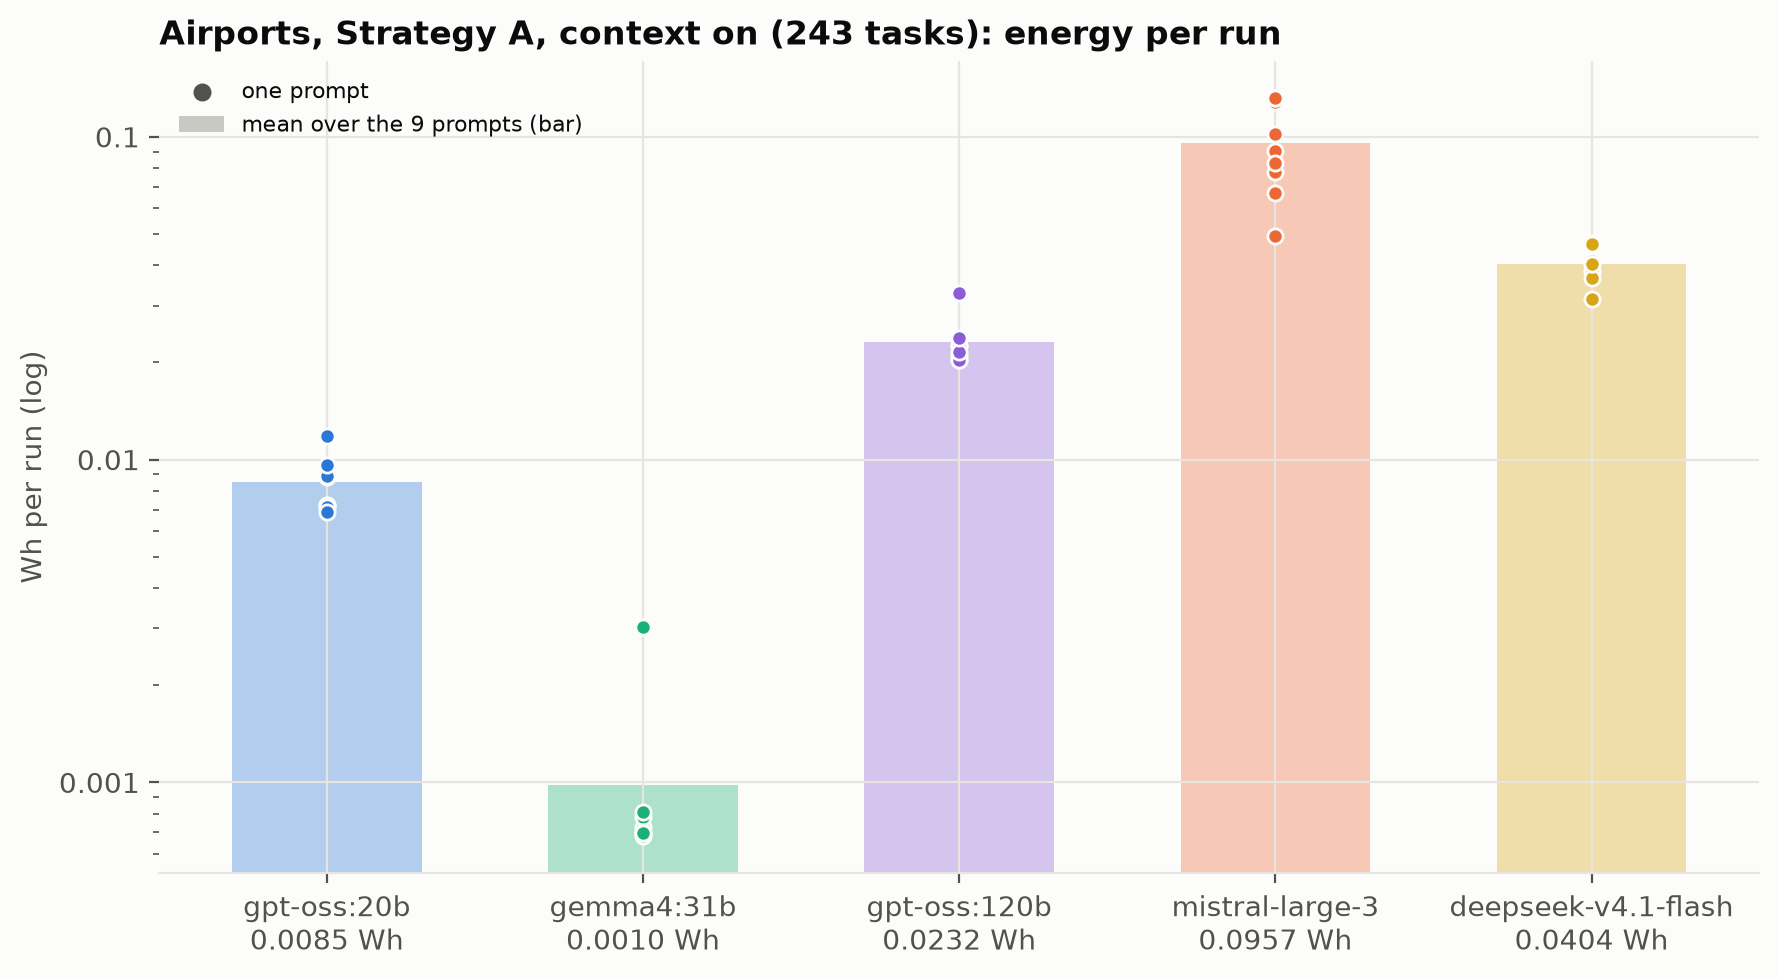 Airports, Strategy A, context on (243 tasks): energy per run
one prompt
mean over the 9 prompts (bar)
Wh per run (log)
0.1
0.01
0.001
gpt-oss:20b
0.0085 Wh
gemma4:31b
0.0010 Wh
gpt-oss:120b
0.0232 Wh
mistral-large-3
0.0957 Wh
deepseek-v4.1-flash
0.0404 Wh